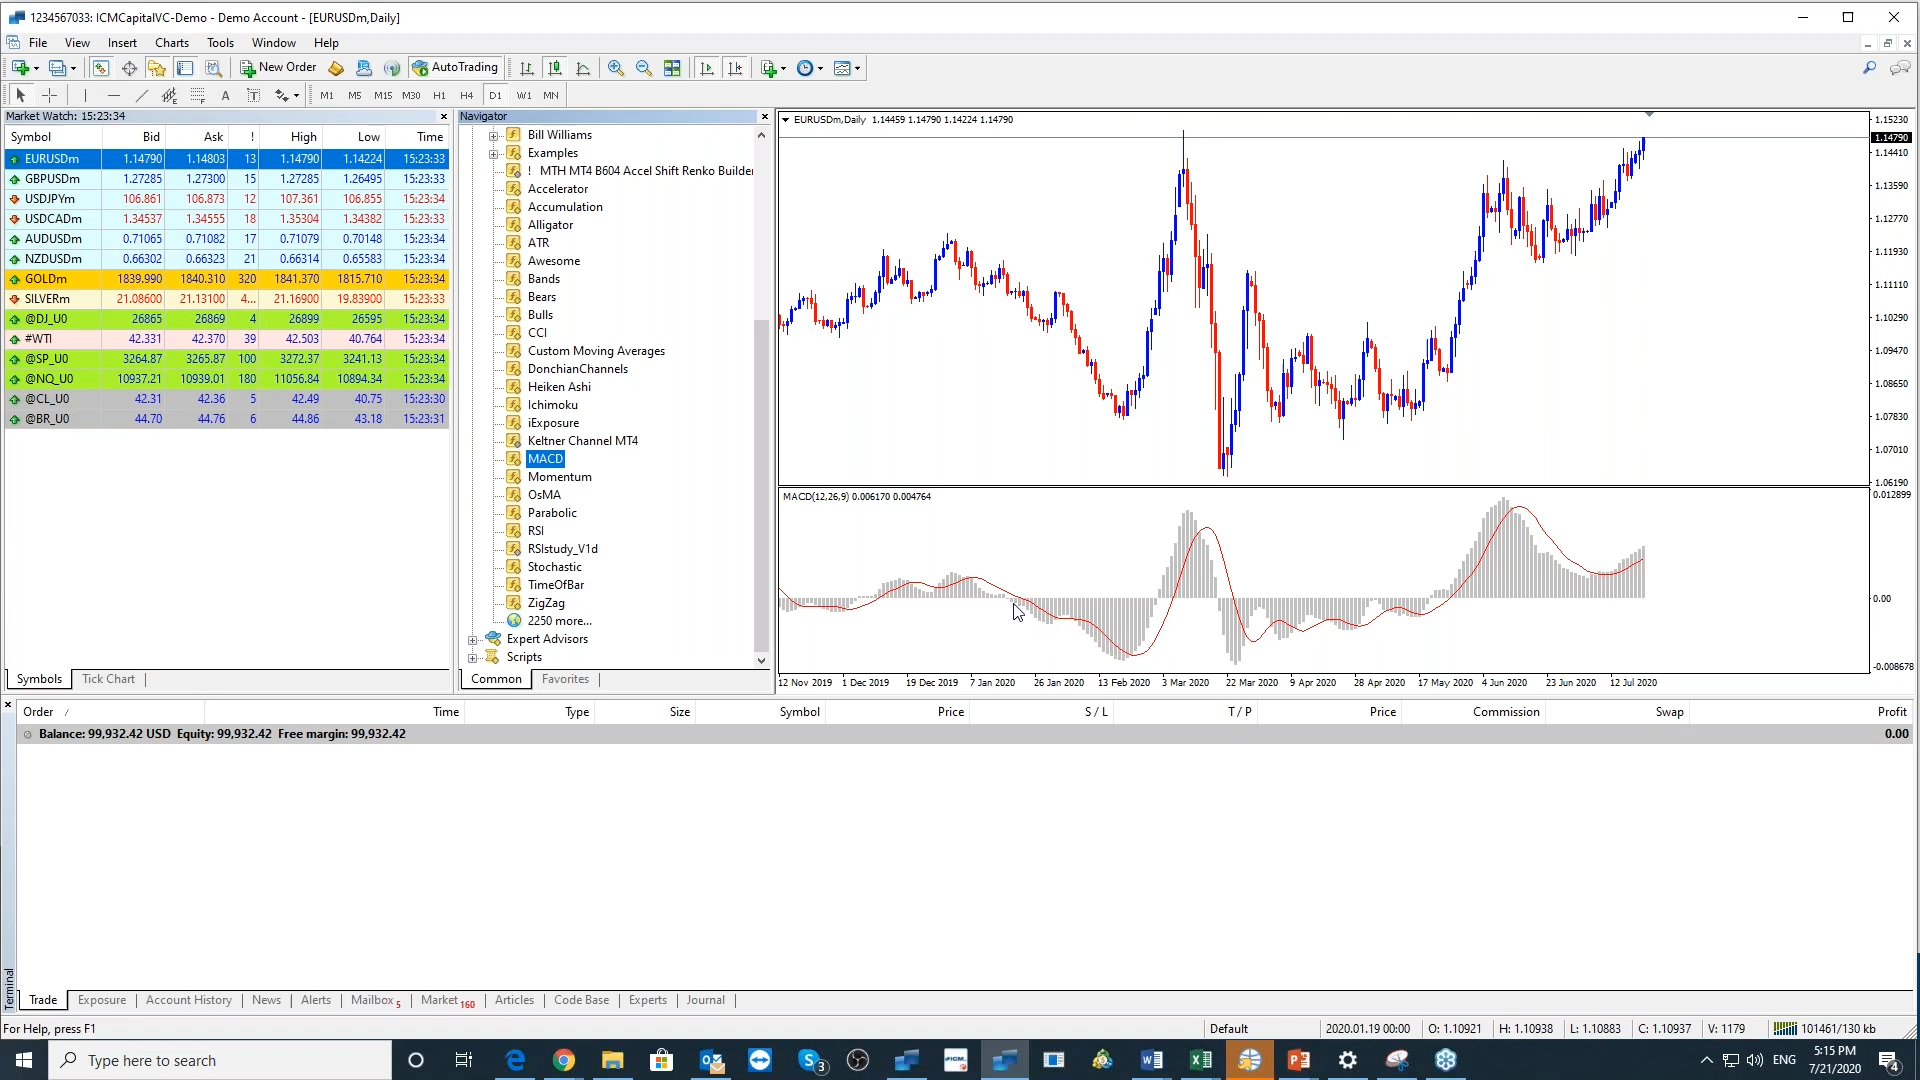 1234567033: ICMCapitalVC-Demo - Demo Account - [EURUSDm,Daily]
File View Insert Charts Tools Window Help
New Order AutoTrading
A T M1 M5 M15 M30 H1 H4 D1 W1 MN
Market Watch: 15:23:34
Symbol Bid Ask ! High Low Time
EURUSDm 1.14790 1.14803 13 1.14790 1.14224 15:23:33
GBPUSDm 1.27285 1.27300 15 1.27285 1.26495 15:23:33
USDJPYm 106.861 106.873 12 107.361 106.855 15:23:34
USDCADm 1.34537 1.34555 18 1.35304 1.34382 15:23:33
AUDUSDm 0.71065 0.71082 17 0.71079 0.70148 15:23:34
NZDUSDm 0.66302 0.66323 21 0.66314 0.65583 15:23:34
GOLDm 1839.990 1840.310 320 1841.370 1815.710 15:23:34
SILVERm 21.08600 21.13100 4... 21.16900 19.83900 15:23:33
@DJ_U0 26865 26869 4 26899 26595 15:23:34
#WTI 42.331 42.370 39 42.503 40.764 15:23:34
@SP_U0 3264.87 3265.87 100 3272.37 3241.13 15:23:34
@NQ_U0 10937.21 10939.01 180 11056.84 10894.34 15:23:34
@CL_U0 42.31 42.36 5 42.49 40.75 15:23:30
@BR_U0 44.70 44.76 6 44.86 43.18 15:23:31
Symbols Tick Chart
Navigator
Bill Williams
Examples
! MTH MT4 B604 Accel Shift Renko Builder
Accelerator
Accumulation
Alligator
ATR
Awesome
Bands
Bears
Bulls
CCI
Custom Moving Averages
DonchianChannels
Heiken Ashi
Ichimoku
iExposure
Keltner Channel MT4
MACD
Momentum
OsMA
Parabolic
RSI
RSIstudy_V1d
Stochastic
TimeOfBar
ZigZag
2250 more...
Expert Advisors
Scripts
Common Favorites
EURUSDm,Daily 1.14459 1.14790 1.14224 1.14790
1.15230
1.14790
1.14410
1.13590
1.12770
1.11930
1.11110
1.10290
1.09470
1.08650
1.07830
1.07010
1.06190
MACD(12,26,9) 0.006170 0.004764
0.012899
0.00
-0.008678
12 Nov 2019 1 Dec 2019 19 Dec 2019 7 Jan 2020 26 Jan 2020 13 Feb 2020 3 Mar 2020 22 Mar 2020 9 Apr 2020 28 Apr 2020 17 May 2020 4 Jun 2020 23 Jun 2020 12 Jul 2020
Order / Time Type Size Symbol Price S / L T / P Price Commission Swap Profit
Balance: 99,932.42 USD Equity: 99,932.42 Free margin: 99,932.42 0.00
Terminal
Trade Exposure Account History News Alerts Mailbox 5 Market 160 Articles Code Base Experts Journal
For Help, press F1 Default 2020.01.19 00:00 O: 1.10921 H: 1.10938 L: 1.10883 C: 1.10937 V: 1179 101461/130 kb
Type here to search ENG 5:15 PM
7/21/2020